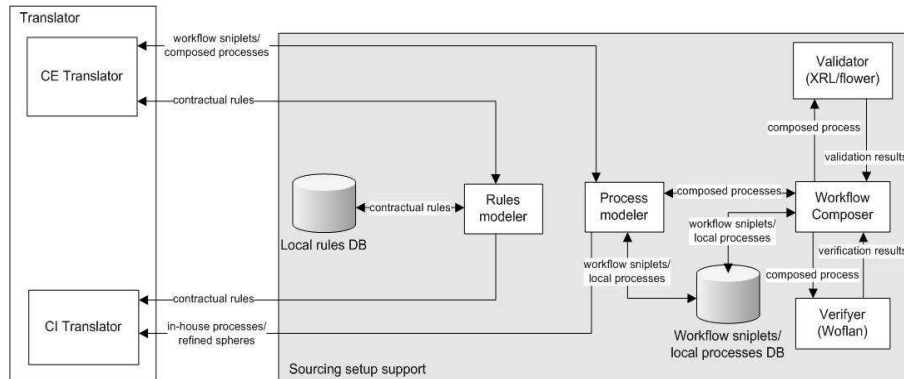 Translator
CE Translator
workflow sniplets/
composed processes
contractual rules
Validator
(XRL/flower)
composed process
validation results
Local rules DB
contractual rules
Rules
modeler
Process
modeler
composed processes
Workflow
Composer
workflow sniplets/
local processes
workflow sniplets/
local processes
verification results
composed process
contractual rules
CI Translator
in-house processes/
refined spheres
Workflow sniplets/
local processes DB
Verifyer
(Woflan)
Sourcing setup support